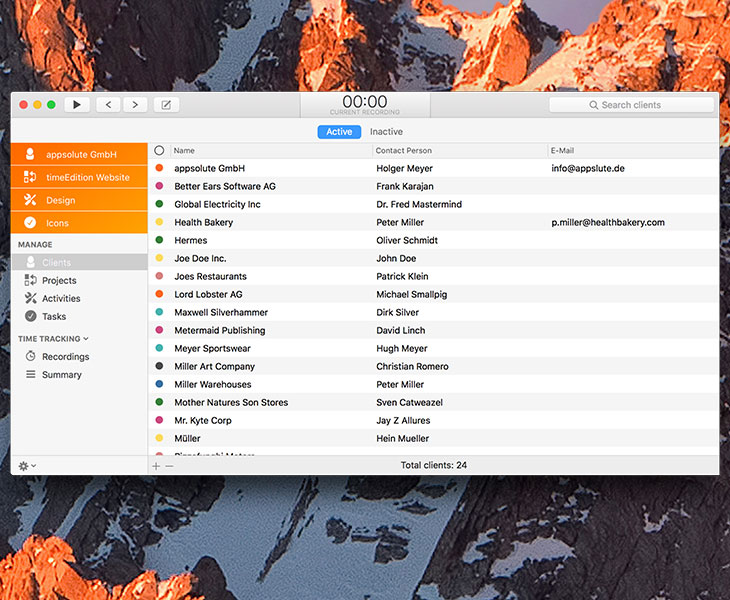 00:00
CURRENT RECORDING
Search clients
Active Inactive
appsolute GmbH
timeEdition Website
Design
Icons
MANAGE
Clients
Projects
Activities
Tasks
TIME TRACKING
Recordings
Summary
Name Contact Person E-Mail
appsolute GmbH Holger Meyer info@appslute.de
Better Ears Software AG Frank Karajan
Global Electricity Inc Dr. Fred Mastermind
Health Bakery Peter Miller p.miller@healthbakery.com
Hermes Oliver Schmidt
Joe Doe Inc. John Doe
Joes Restaurants Patrick Klein
Lord Lobster AG Michael Smallpig
Maxwell Silverhammer Dirk Silver
Metermaid Publishing David Linch
Meyer Sportswear Hugh Meyer
Miller Art Company Christian Romero
Miller Warehouses Peter Miller
Mother Natures Son Stores Sven Catweazel
Mr. Kyte Corp Jay Z Allures
Müller Hein Mueller
Total clients: 24